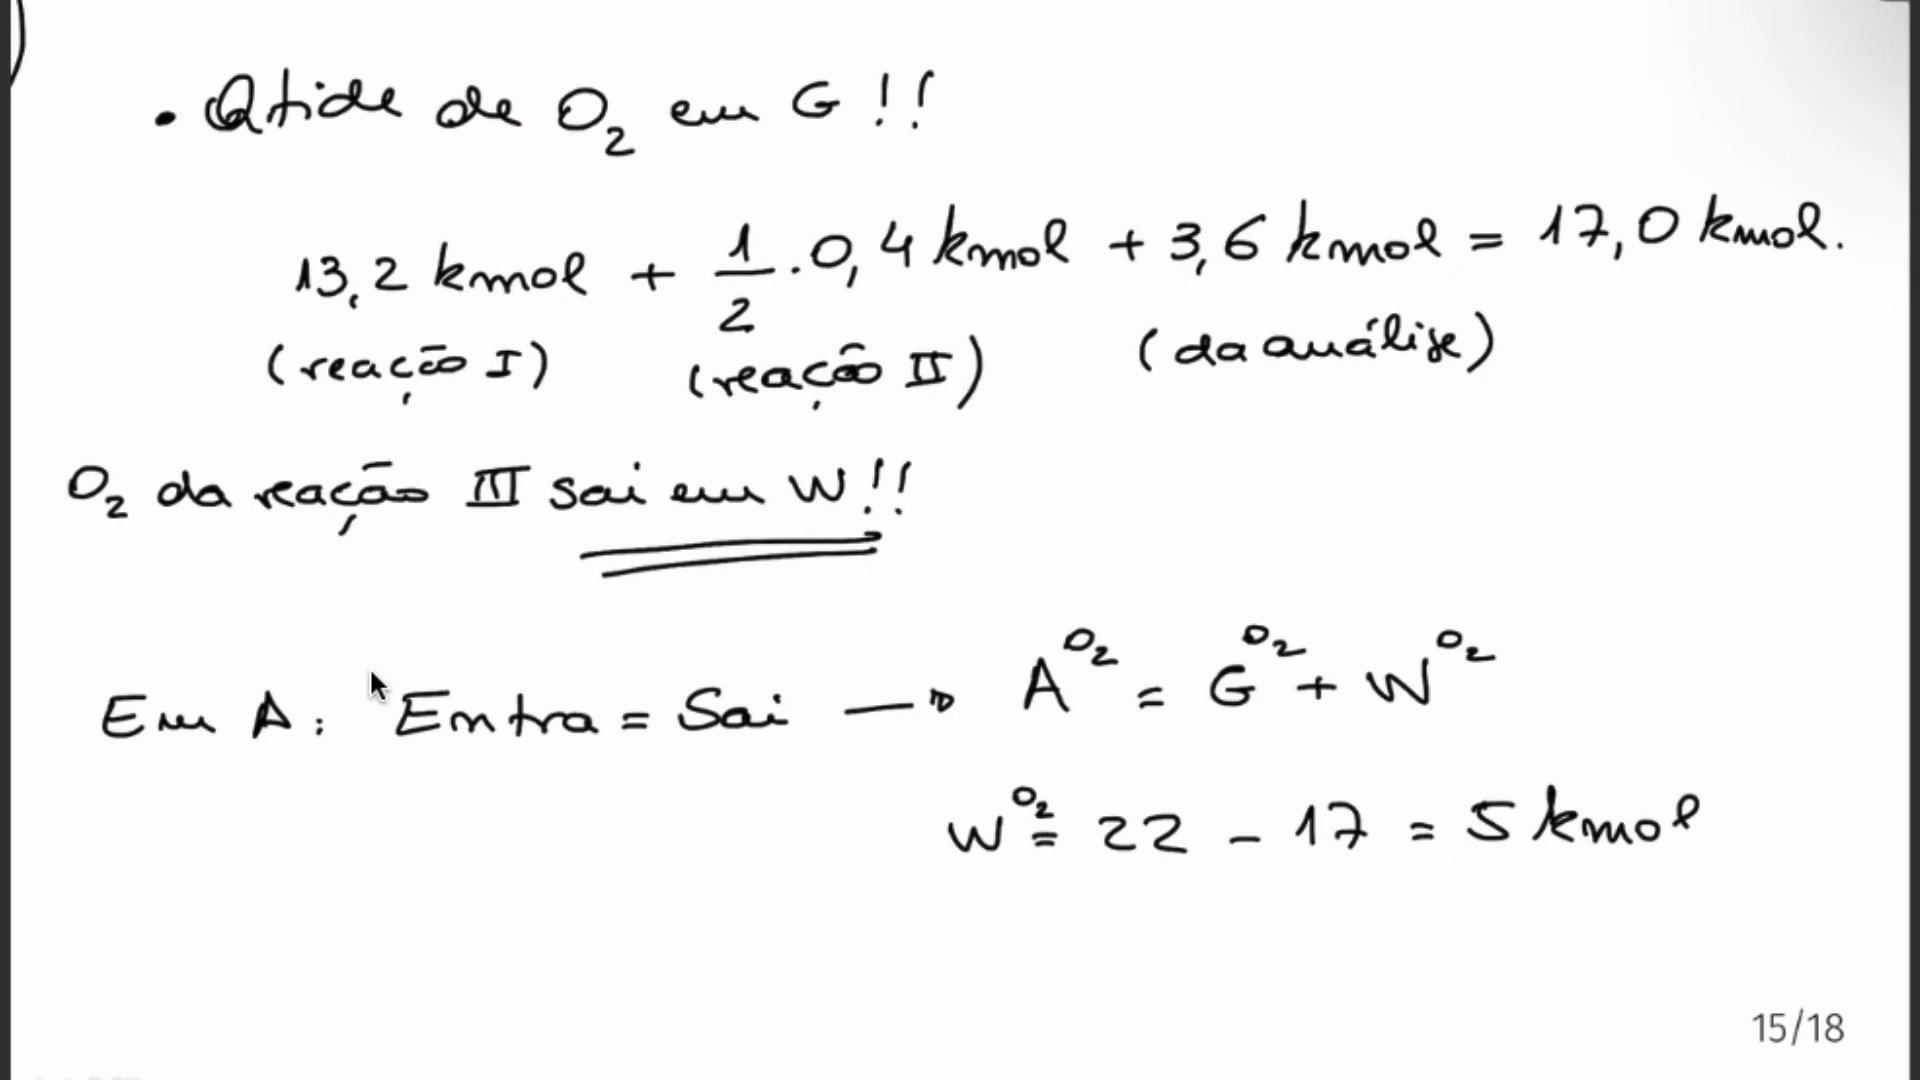 • Qtide de O₂ em G!!
13,2 kmol + 1/2 . 0,4 kmol + 3,6 kmol = 17,0 kmol.
(reação I) (reação II) (da análise)
O₂ da reação III sai em W!!
Em A: Entra = Sai → A^O₂ = G^O₂ + W^O₂
W^O₂ = 22 - 17 = 5 kmol
15/18